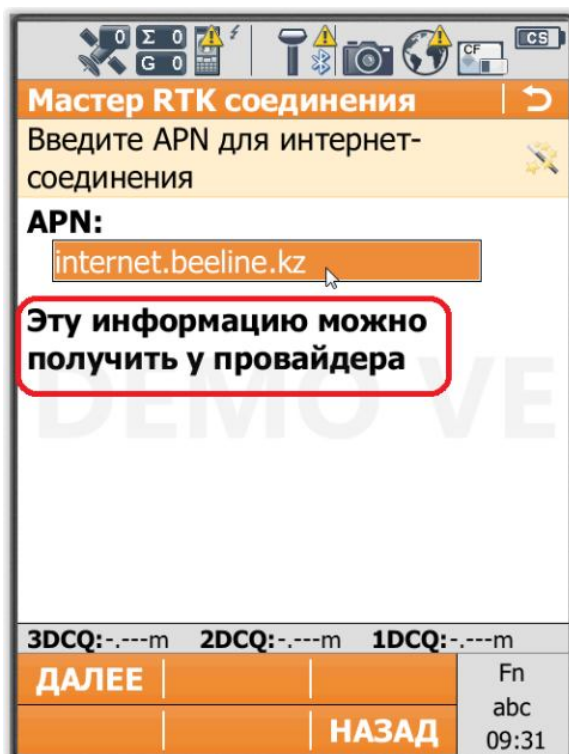 0 Σ 0
G 0
CF
CS
Мастер RTK соединения
Введите APN для интернет-
соединения
APN:
internet.beeline.kz
Эту информацию можно
получить у провайдера
DEMO VE
3DCQ:-.---m 2DCQ:-.---m 1DCQ:-.---m
ДАЛЕЕ
Fn
abc
НАЗАД
09:31